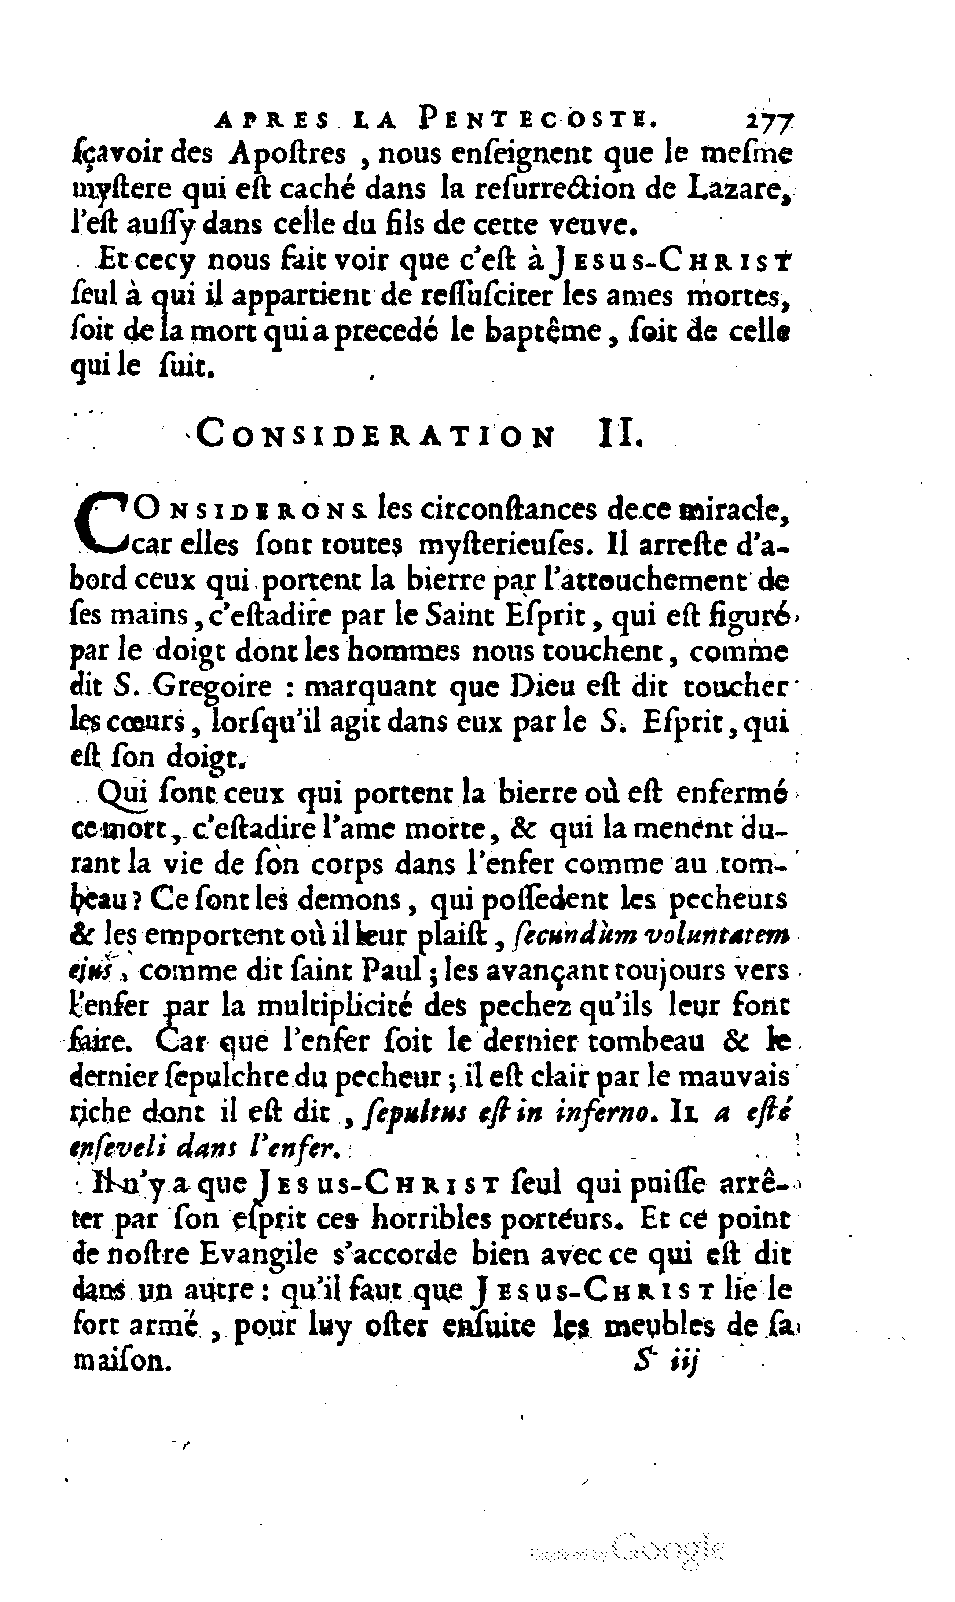 APRES LA PENTECOSTE. 277
sçavoir des Apoſtres , nous enſeignent que le meſme
myſtere qui eſt caché dans la reſurrection de Lazare,
l'eſt auſſy dans celle du fils de cette veuve.
Et cecy nous fait voir que c'eſt à JESUS-CHRIST
ſeul à qui il appartient de reſſuſciter les ames mortes,
ſoit de la mort qui a precedé le baptême , ſoit de celle
qui le ſuit.
CONSIDERATION II.
CONSIDERONS les circonſtances de ce miracle,
car elles ſont toutes myſterieuſes. Il arreſte d'a-
bord ceux qui portent la bierre par l'attouchement de
ſes mains , c'eſtadire par le Saint Eſprit , qui eſt figuré
par le doigt dont les hommes nous touchent , comme
dit S. Gregoire : marquant que Dieu eſt dit toucher
les cœurs , lorſqu'il agit dans eux par le S. Eſprit , qui
eſt ſon doigt.
Qui ſont ceux qui portent la bierre où eſt enfermé
ce mort , c'eſtadire l'ame morte , & qui la menent du-
rant la vie de ſon corps dans l'enfer comme au tom-
beau ? Ce ſont les demons , qui poſſedent les pecheurs
& les emportent où il leur plaiſt , ſecundùm voluntatem
ejus , comme dit ſaint Paul ; les avançant toujours vers
l'enfer par la multiplicité des pechez qu'ils leur font
faire. Car que l'enfer ſoit le dernier tombeau & le
dernier ſepulchre du pecheur ; il eſt clair par le mauvais
riche dont il eſt dit , ſepultus eſt in inferno. IL a eſté
enſeveli dans l'enfer.
Il n'y a que JESUS-CHRIST ſeul qui puiſſe arrê-
ter par ſon eſprit ces horribles porteurs. Et ce point
de noſtre Evangile s'accorde bien avec ce qui eſt dit
dans un autre : qu'il faut que JESUS-CHRIST lie le
fort armé , pour luy oſter enſuite les meubles de ſa
maiſon. S iij
Google